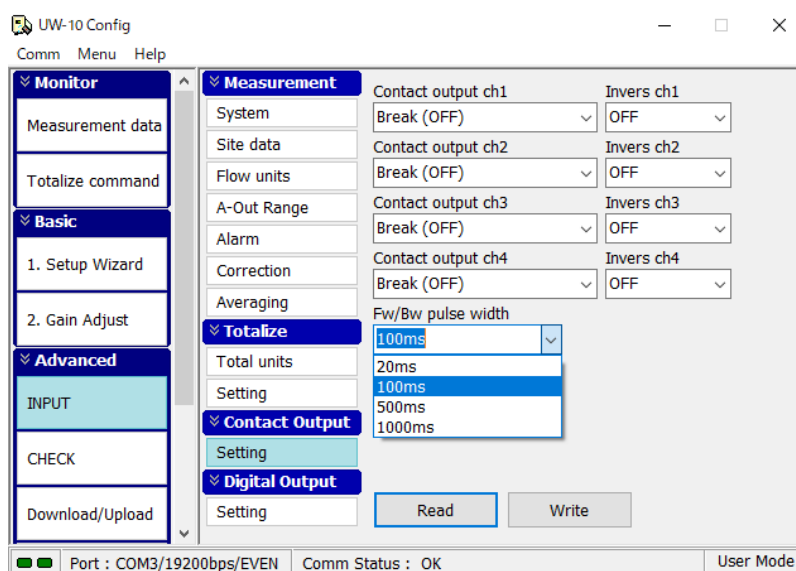 UW-10 Config
Comm Menu Help
Monitor
Measurement data
Totalize command
Basic
1. Setup Wizard
2. Gain Adjust
Advanced
INPUT
CHECK
Download/Upload
Measurement
System
Site data
Flow units
A-Out Range
Alarm
Correction
Averaging
Totalize
Total units
Setting
Contact Output
Setting
Digital Output
Setting
Contact output ch1 Invers ch1
Break (OFF) OFF
Contact output ch2 Invers ch2
Break (OFF) OFF
Contact output ch3 Invers ch3
Break (OFF) OFF
Contact output ch4 Invers ch4
Break (OFF) OFF
Fw/Bw pulse width
100ms
20ms
100ms
500ms
1000ms
Read Write
Port : COM3/19200bps/EVEN Comm Status : OK User Mode